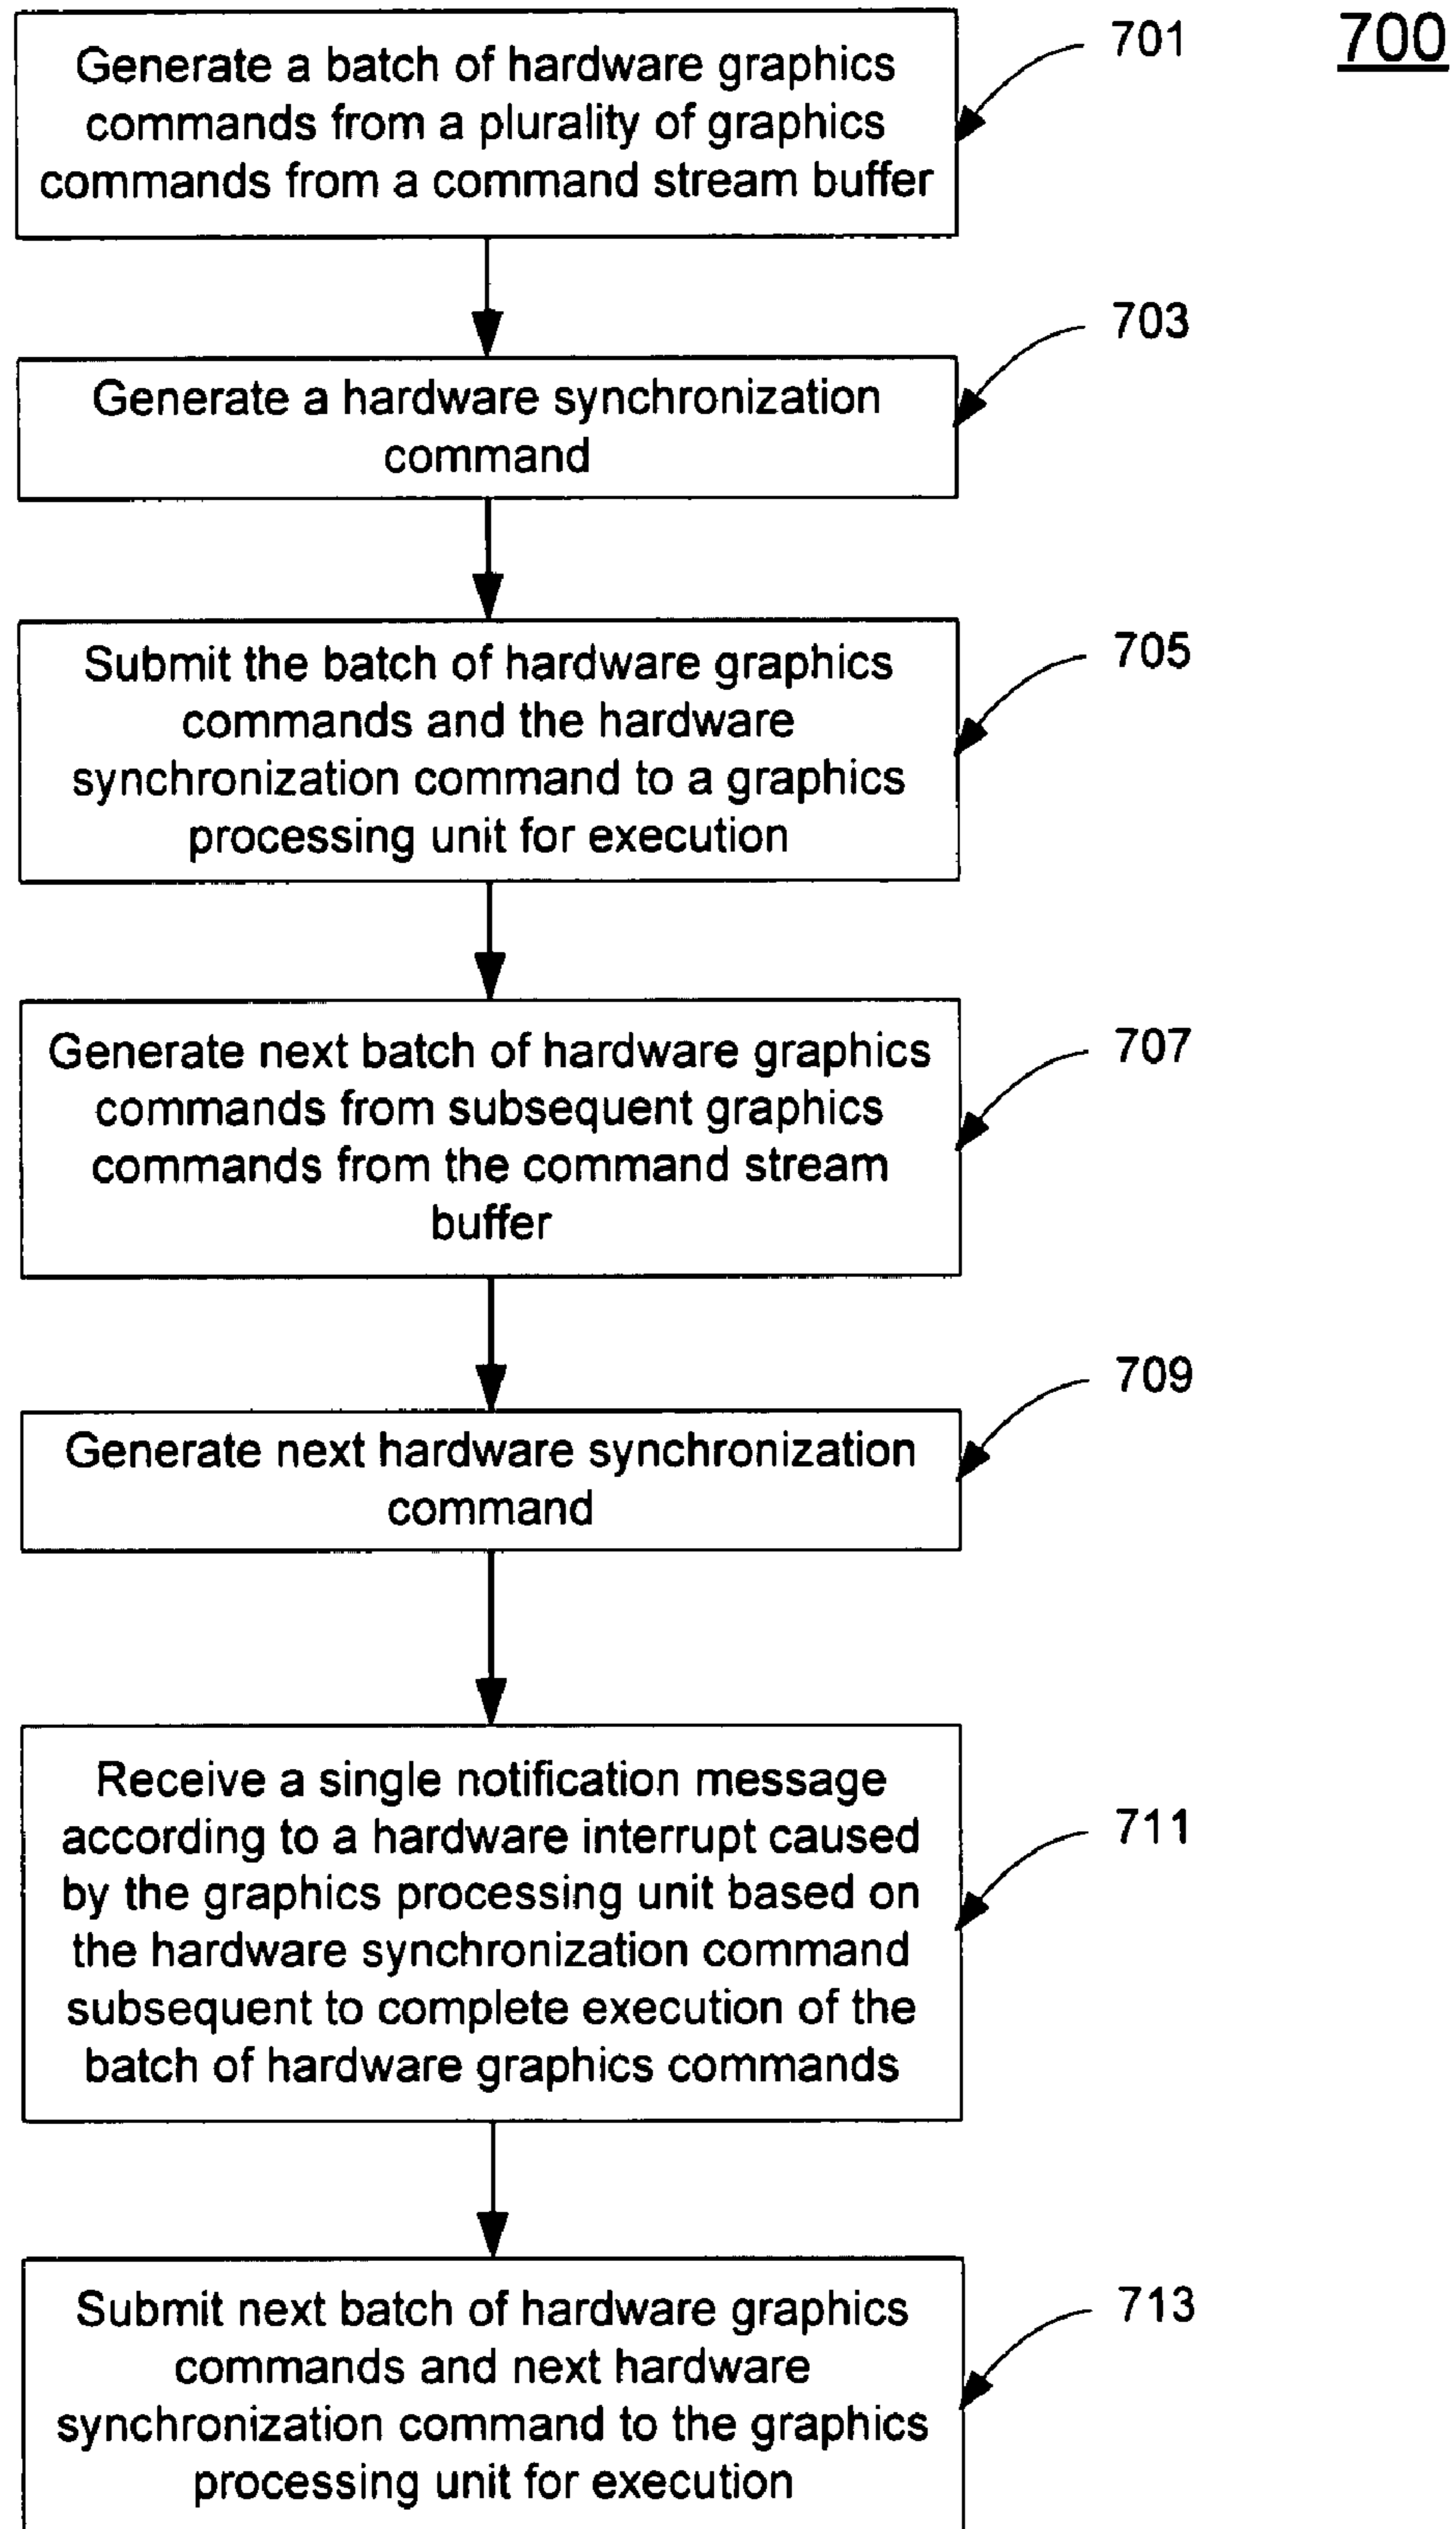 700
Generate a batch of hardware graphics
commands from a plurality of graphics
commands from a command stream buffer
701
Generate a hardware synchronization
command
703
Submit the batch of hardware graphics
commands and the hardware
synchronization command to a graphics
processing unit for execution
705
Generate next batch of hardware graphics
commands from subsequent graphics
commands from the command stream
buffer
707
Generate next hardware synchronization
command
709
Receive a single notification message
according to a hardware interrupt caused
by the graphics processing unit based on
the hardware synchronization command
subsequent to complete execution of the
batch of hardware graphics commands
711
Submit next batch of hardware graphics
commands and next hardware
synchronization command to the graphics
processing unit for execution
713